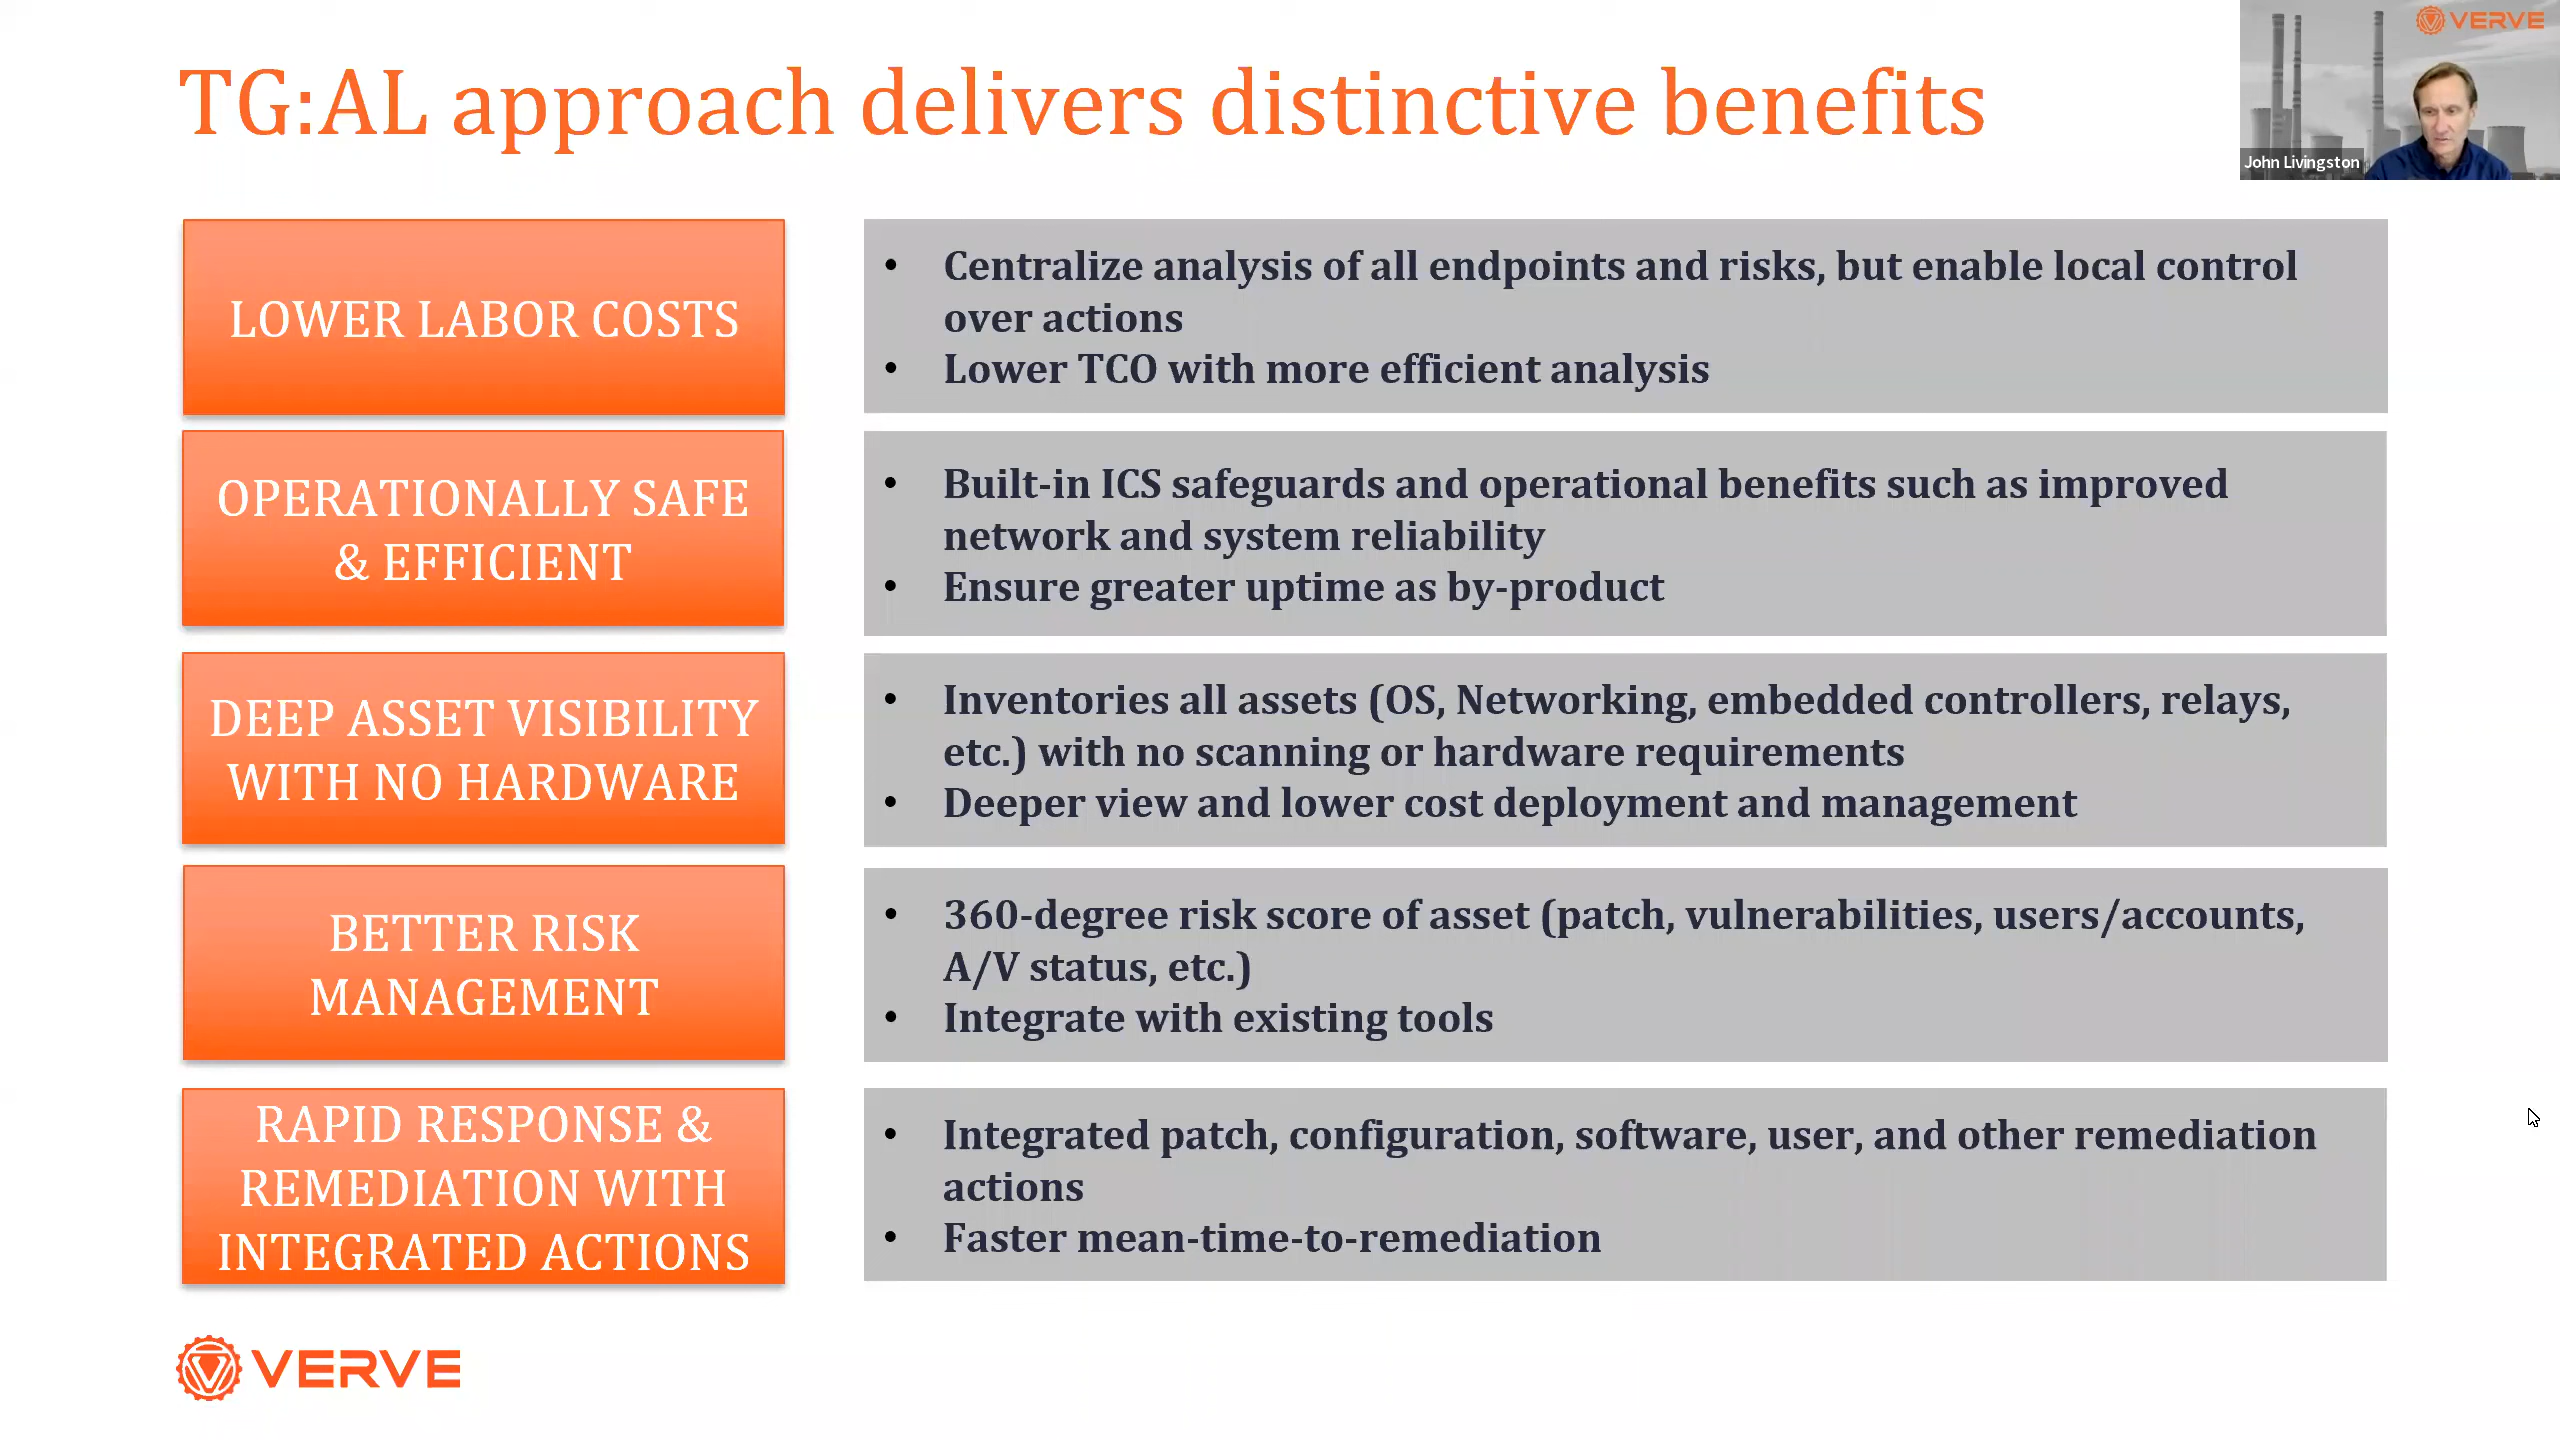 VERVE
TG:AL approach delivers distinctive benefits
John Livingston
LOWER LABOR COSTS
• Centralize analysis of all endpoints and risks, but enable local control
over actions
• Lower TCO with more efficient analysis
OPERATIONALLY SAFE
& EFFICIENT
• Built-in ICS safeguards and operational benefits such as improved
network and system reliability
• Ensure greater uptime as by-product
DEEP ASSET VISIBILITY
WITH NO HARDWARE
• Inventories all assets (OS, Networking, embedded controllers, relays,
etc.) with no scanning or hardware requirements
• Deeper view and lower cost deployment and management
BETTER RISK
MANAGEMENT
• 360-degree risk score of asset (patch, vulnerabilities, users/accounts,
A/V status, etc.)
• Integrate with existing tools
RAPID RESPONSE &
REMEDIATION WITH
INTEGRATED ACTIONS
• Integrated patch, configuration, software, user, and other remediation
actions
• Faster mean-time-to-remediation
VERVE